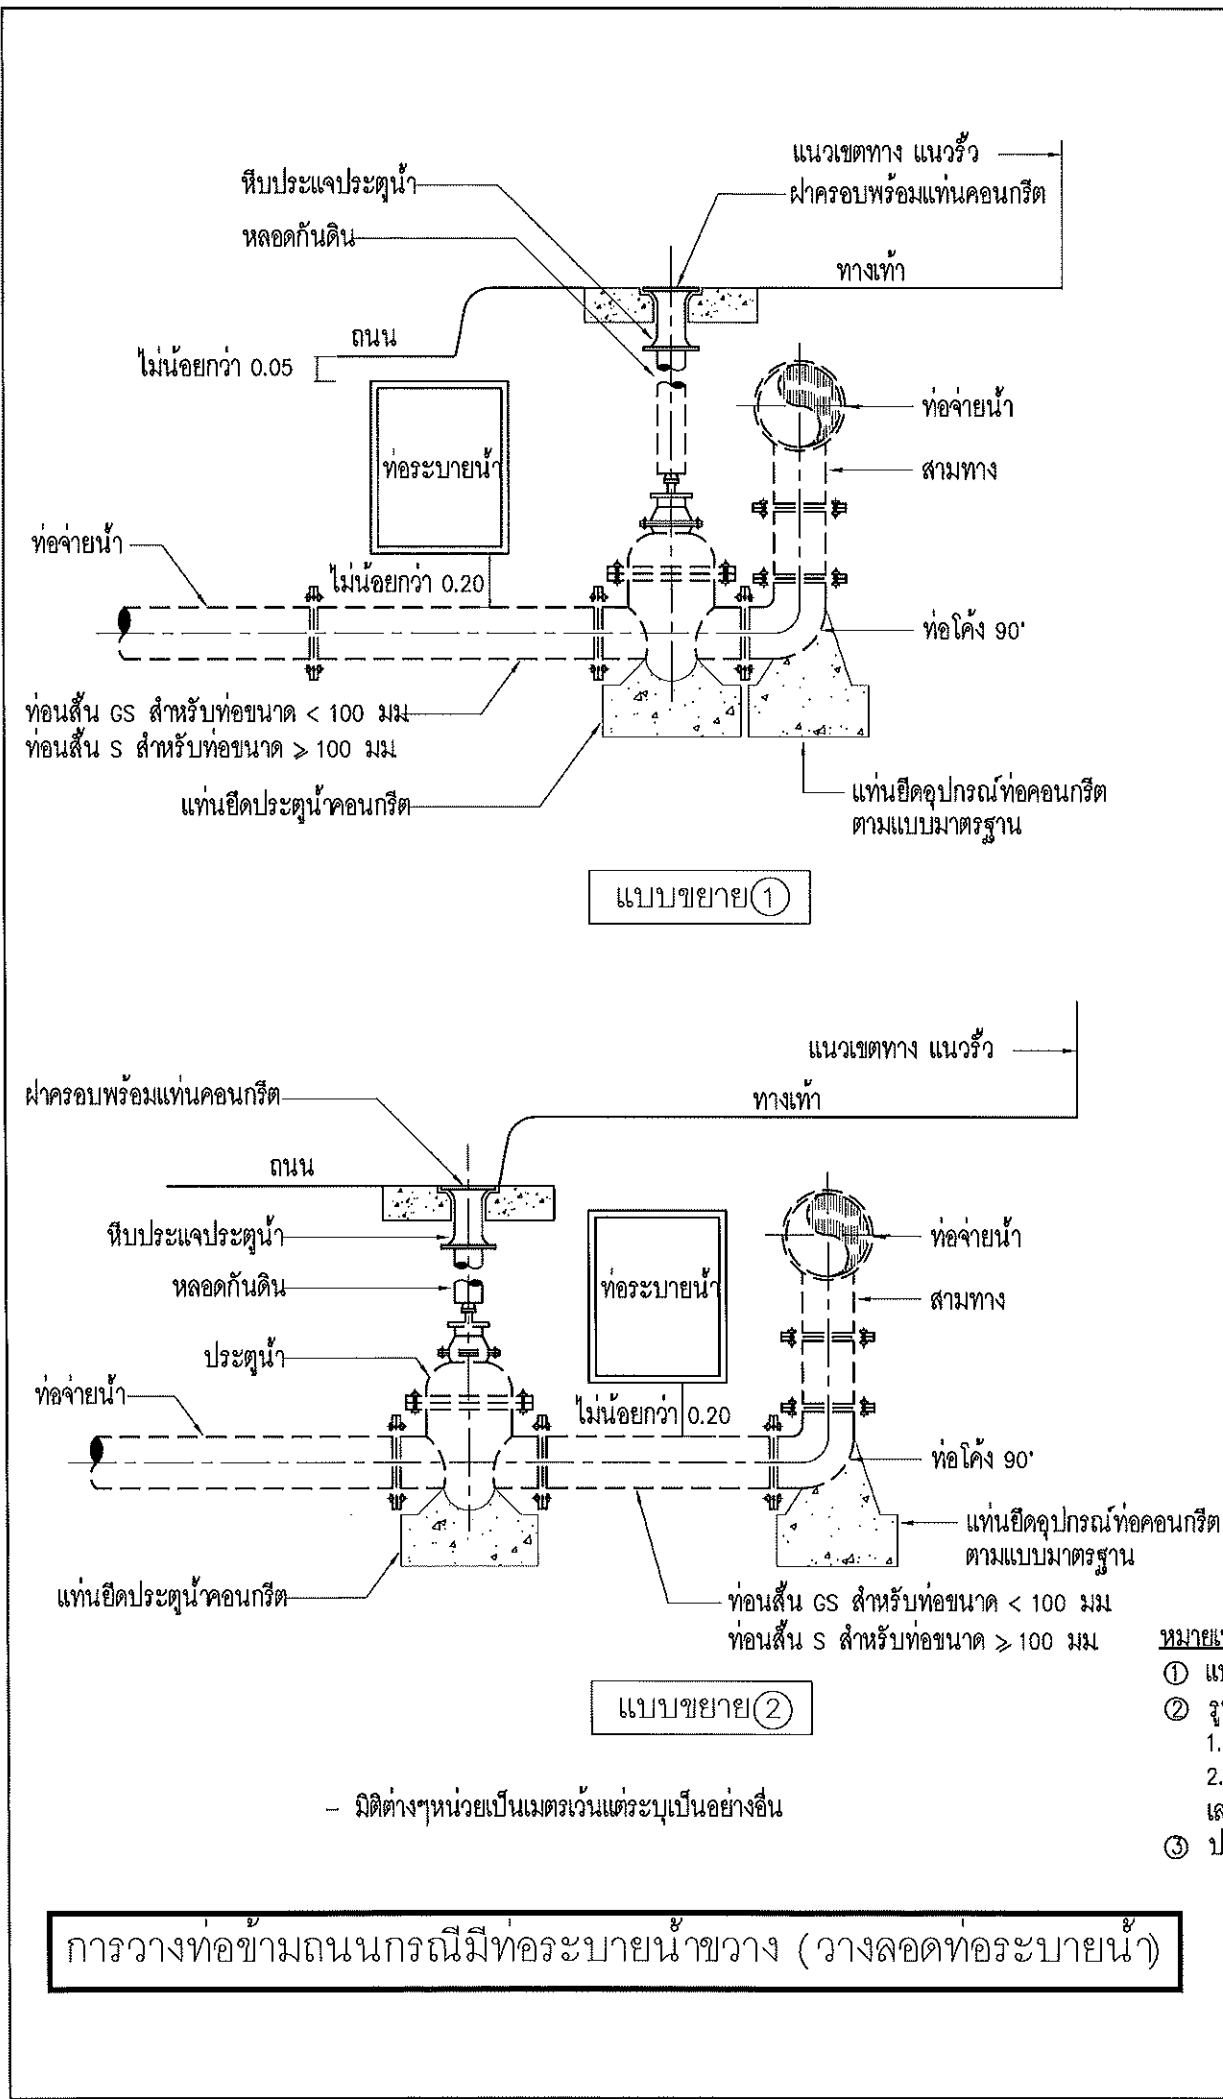 แนวเขตทาง แนวรั้ว
หีบประแจประตูน้ำ
ฝาครอบพร้อมแท่นคอนกรีต
หลอดกันดิน
ทางเท้า
ถนน
ไม่น้อยกว่า 0.05
ท่อจ่ายน้ำ
ท่อระบายน้ำ
สามทาง
ท่อจ่ายน้ำ
ไม่น้อยกว่า 0.20
ท่อโค้ง 90°
ท่อนสั้น GS สำหรับท่อขนาด < 100 มม
ท่อนสั้น S สำหรับท่อขนาด ⩾ 100 มม
แท่นยึดประตูน้ำคอนกรีต
แท่นยึดอุปกรณ์ท่อคอนกรีต
ตามแบบมาตรฐาน
แบบขยาย ①
แนวเขตทาง แนวรั้ว
ฝาครอบพร้อมแท่นคอนกรีต
ทางเท้า
ถนน
หีบประแจประตูน้ำ
ท่อจ่ายน้ำ
หลอดกันดิน
ท่อระบายน้ำ
สามทาง
ประตูน้ำ
ท่อจ่ายน้ำ
ไม่น้อยกว่า 0.20
ท่อโค้ง 90°
แท่นยึดอุปกรณ์ท่อคอนกรีต
ตามแบบมาตรฐาน
แท่นยึดประตูน้ำคอนกรีต
ท่อนสั้น GS สำหรับท่อขนาด < 100 มม
ท่อนสั้น S สำหรับท่อขนาด ⩾ 100 มม
แบบขยาย ②
①
②
1.
2.
③
- มิติต่างๆหน่วยเป็นเมตรเว้นแต่ระบุเป็นอย่างอื่น
การวางท่อข้ามถนนกรณีมีท่อระบายน้ำขวาง (วางลอดท่อระบายน้ำ)